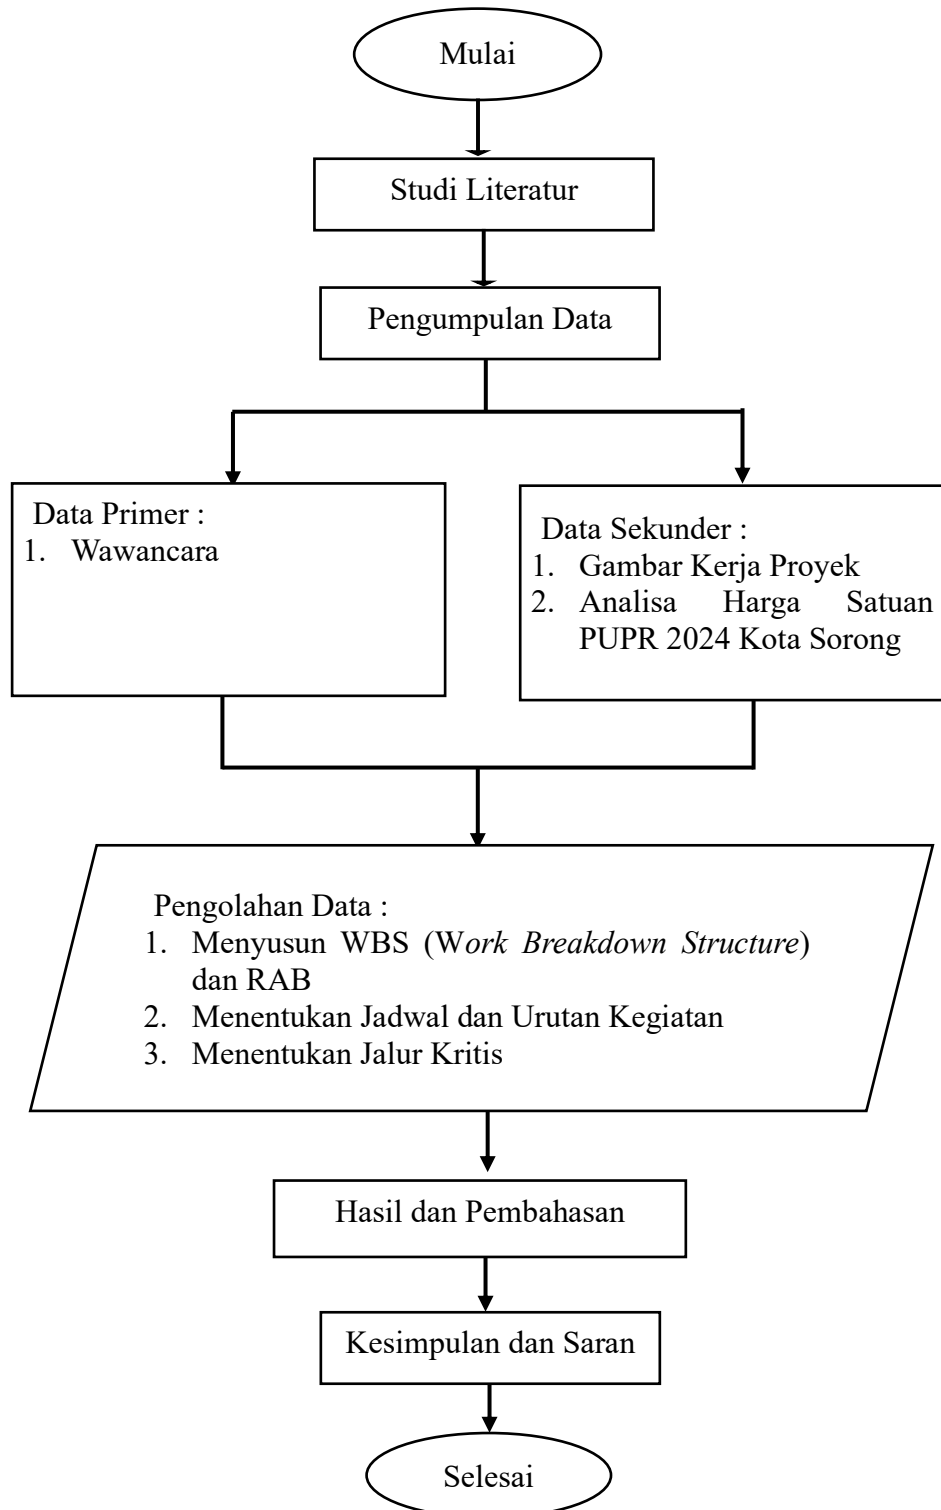 Mulai
Studi Literatur
Pengumpulan Data
Data Primer :
1. Wawancara
Data Sekunder :
1. Gambar Kerja Proyek
2. Analisa Harga Satuan
PUPR 2024 Kota Sorong
Pengolahan Data :
1. Menyusun WBS (Work Breakdown Structure)
dan RAB
2. Menentukan Jadwal dan Urutan Kegiatan
3. Menentukan Jalur Kritis
Hasil dan Pembahasan
Kesimpulan dan Saran
Selesai